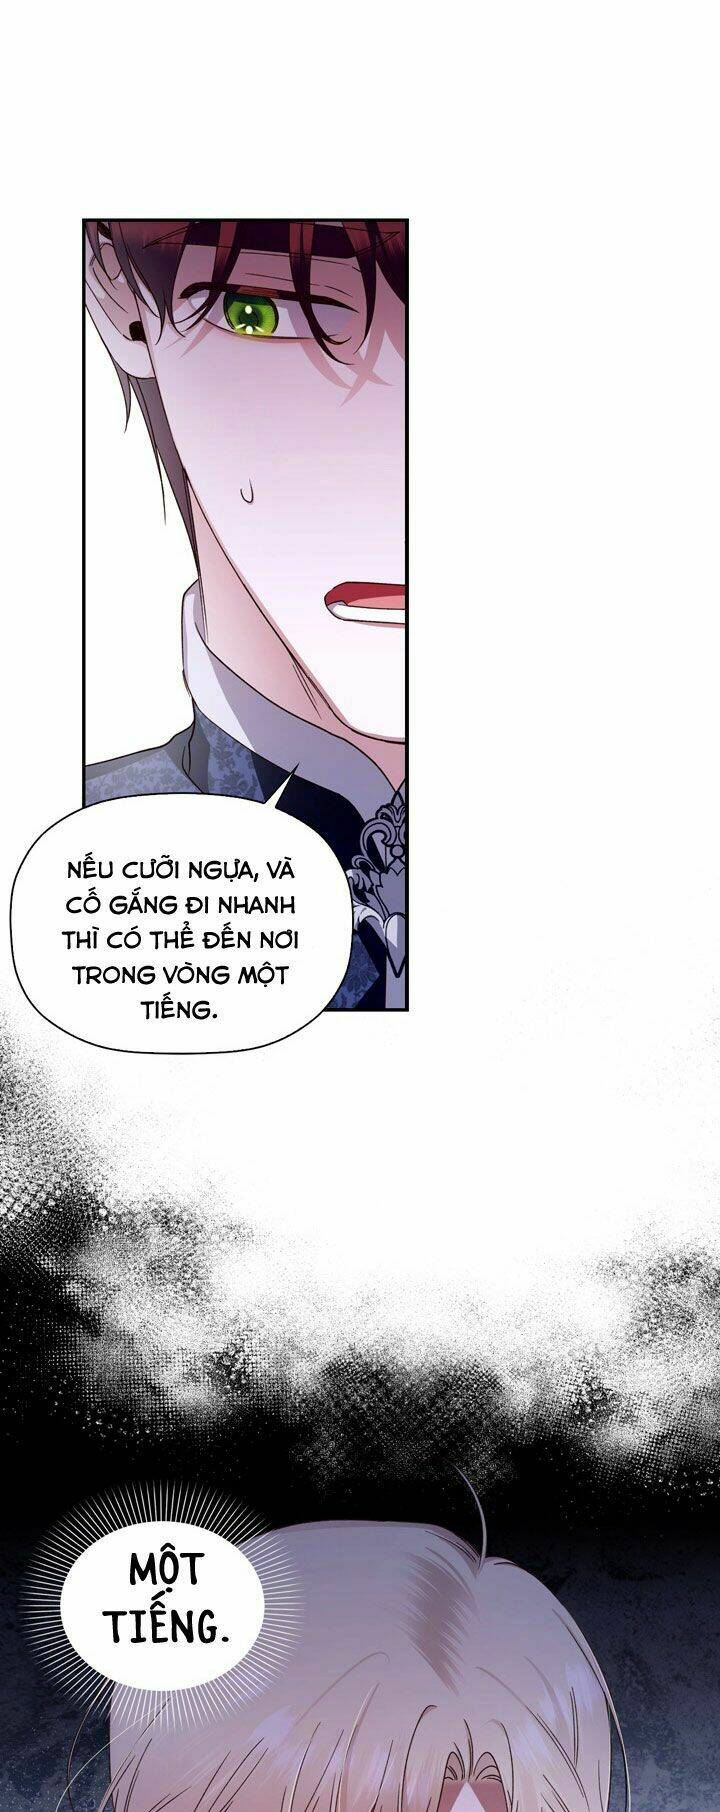 NẾU CƯỠI NGỰA, VÀ
CỐ GẮNG ĐI NHANH
THÌ CÓ THỂ ĐẾN NƠI
TRONG VÒNG MỘT
TIẾNG.
MỘT
TIẾNG.